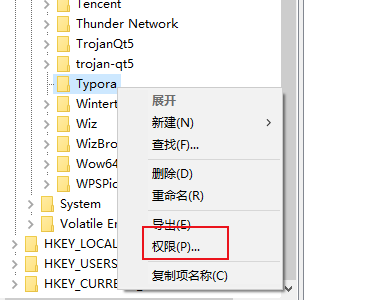 Tencent
Thunder Network
TrojanQt5
trojan-qt5
Typora
展开
新建(N)
查找(F)...
删除(D)
重命名(R)
导出(E)
权限(P)...
复制项名称(C)
Wintert
Wiz
WizBro
Wow64
WPSPic
System
Volatile En
HKEY_LOCAL
HKEY_USERS
HKEY_CURRE